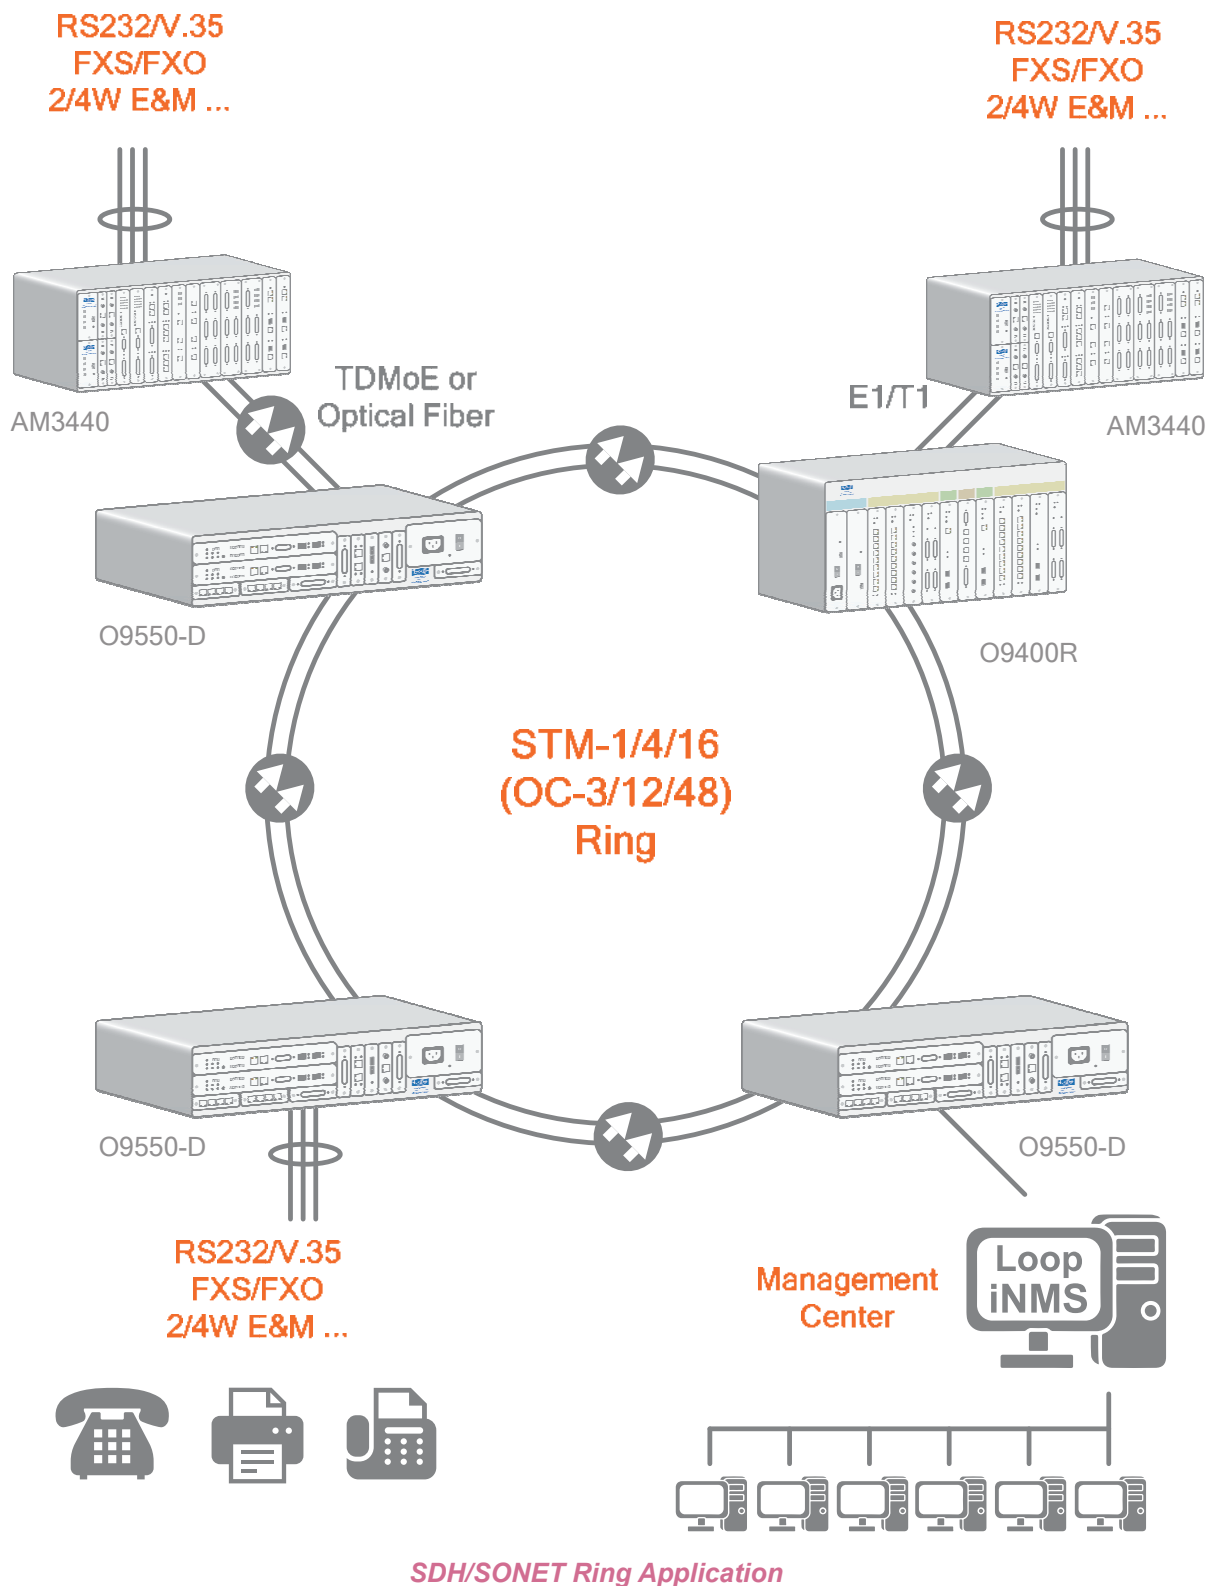 RS232/V.35
FXS/FXO
2/4W E&M ...
RS232/V.35
FXS/FXO
2/4W E&M ...
AM3440
TDMoE or
Optical Fiber
E1/T1
AM3440
O9550-D
O9400R
STM-1/4/16
(OC-3/12/48)
Ring
O9550-D
O9550-D
RS232/V.35
FXS/FXO
2/4W E&M ...
Management
Center
Loop
iNMS
SDH/SONET Ring Application